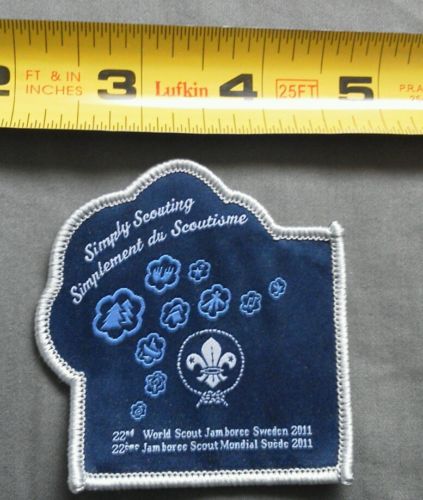 2 FT & IN 3 Lufkin 4 25FT 5 P.R.A
INCHES
Simply Scouting
Simplement du Scoutisme
22nd World Scout Jamboree Sweden 2011
22ème Jamboree Scout Mondial Suède 2011